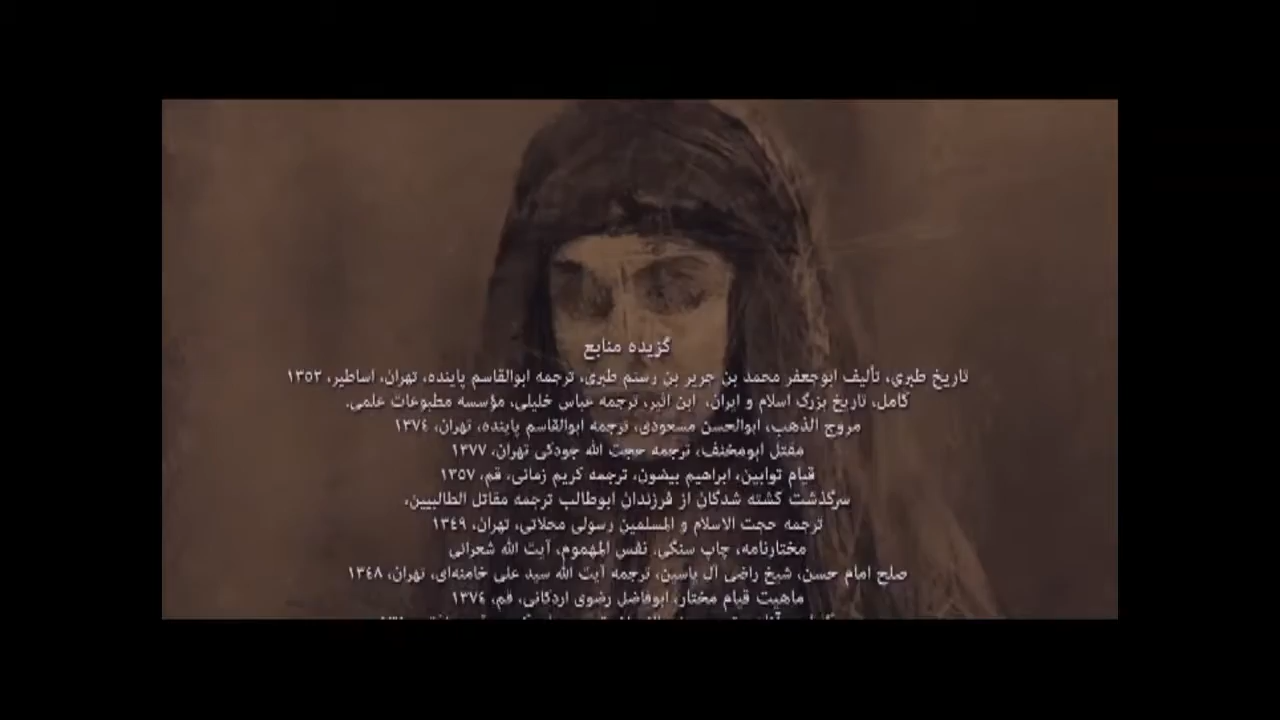 گزیده منابع
تاریخ طبری، تألیف ابوجعفر محمد بن جریر بن رستم طبری، ترجمه ابوالقاسم پاینده، تهران، اساطیر، ۱۳۵۲
کامل، تاریخ بزرگ اسلام و ایران، ابن اثیر، ترجمه عباس خلیلی، مؤسسه مطبوعات علمی.
مروج الذهب، ابوالحسن مسعودی، ترجمه ابوالقاسم پاینده، تهران، ۱۳۷٤
مقتل ابومخنف، ترجمه حجت الله جودکی تهران، ۱۳۷۷
قیام توابین، ابراهیم بیضون، ترجمه کریم زمانی، قم، ۱۳٥۷
سرگذشت کشته شدگان از فرزندان ابوطالب ترجمه مقاتل الطالبیین،
ترجمه حجت الاسلام و المسلمین رسولی محلاتی، تهران، ۱۳٤۹
مختارنامه، چاپ سنگی. نفس المهموم، آیت الله شعرانی
صلح امام حسن، شیخ راضی آل یاسین، ترجمه آیت الله سید علی خامنه‌ای، تهران، ۱۳٤۸
ماهیت قیام مختار، ابوفاضل رضوی اردکانی، قم، ۱۳۷٤